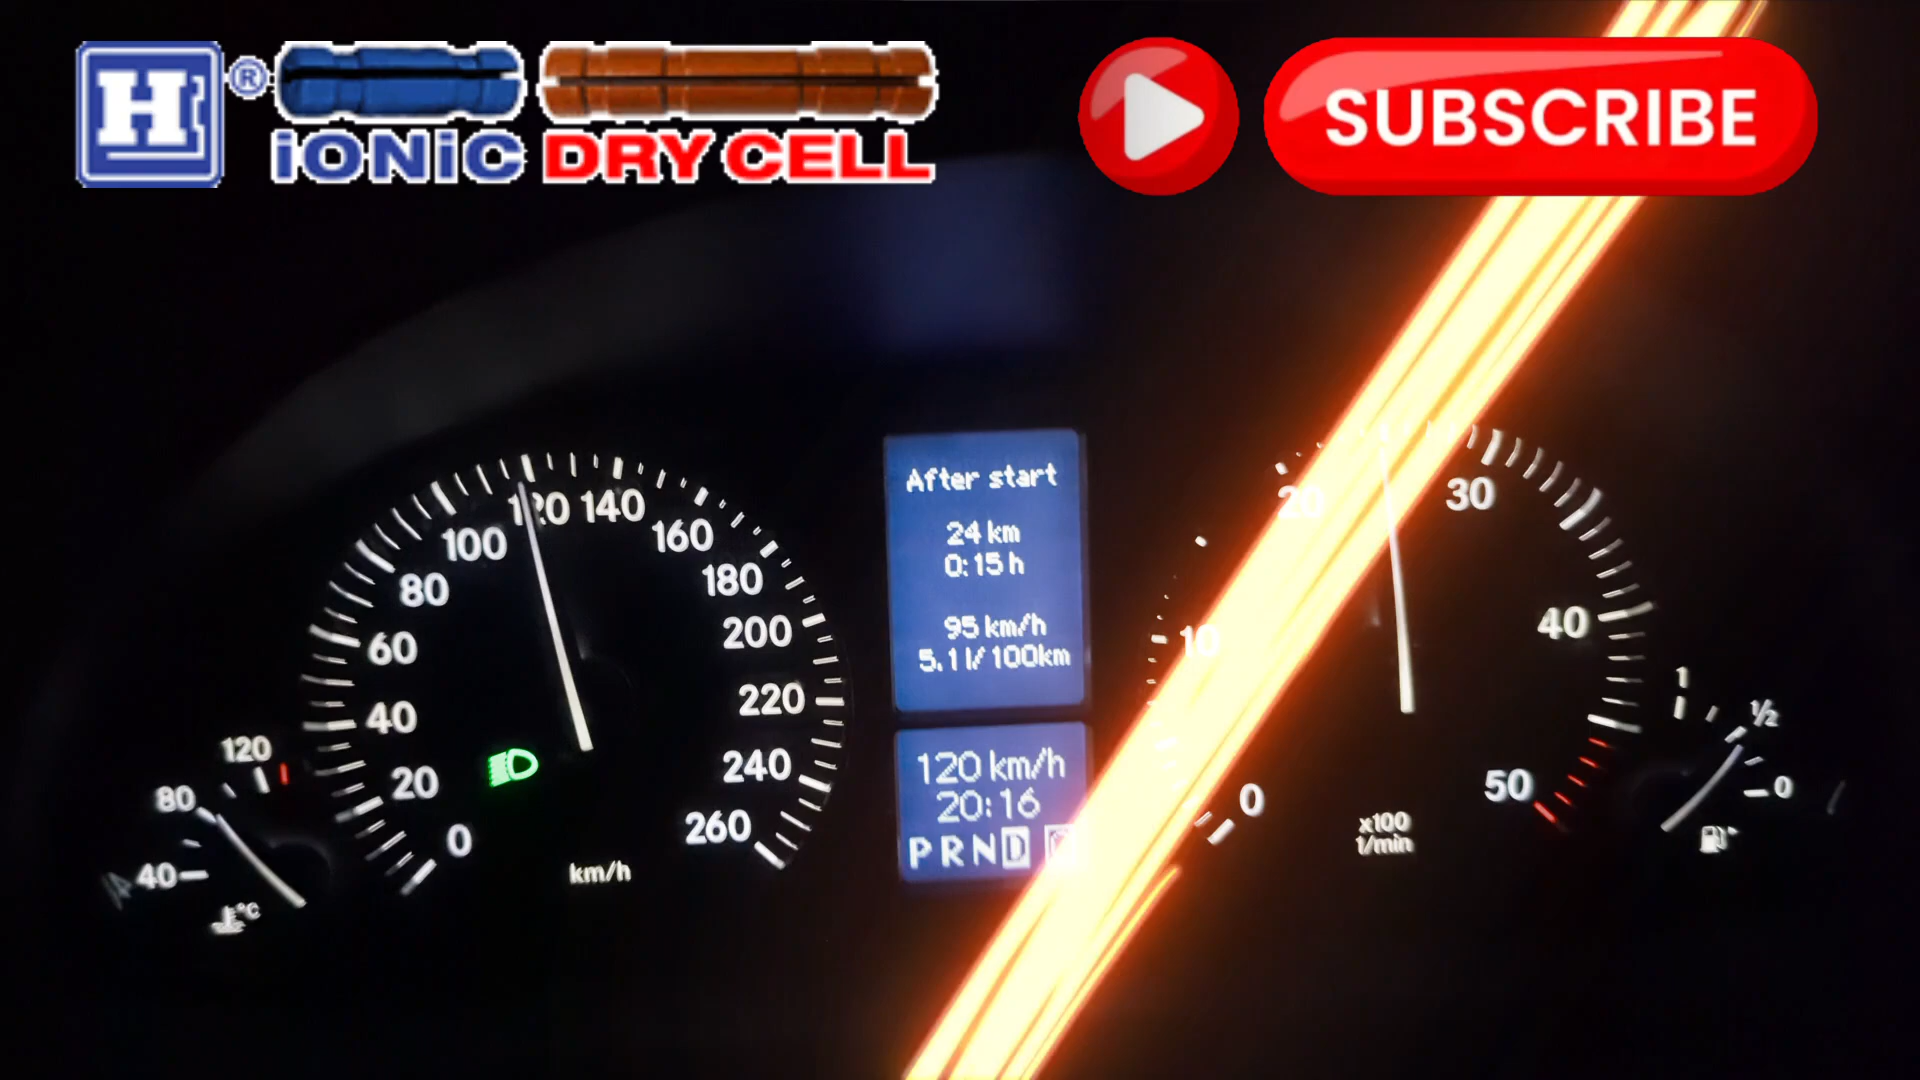 H®
iONiC DRY CELL
SUBSCRIBE
After start
24 km
0:15 h
95 km/h
5.1 l/ 100km
120 km/h
20:16
P R N D
0
20
40
60
80
100
120
140
160
180
200
220
240
260
km/h
40
80
120
°C
0
10
20
30
40
50
x100
1/min
1
½
0